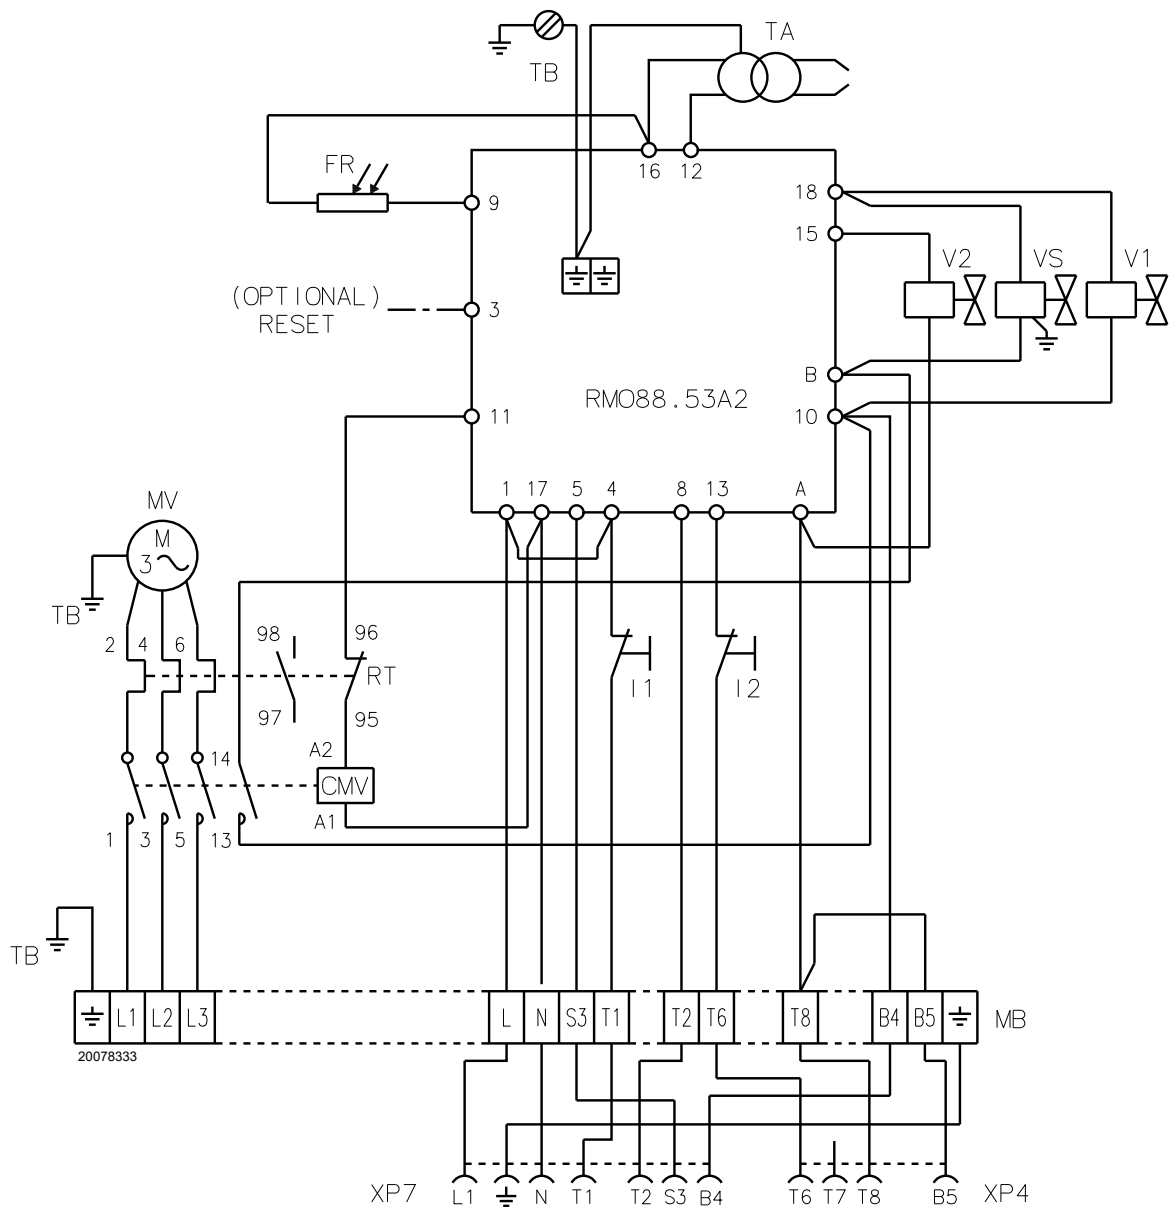 TA
TB
FR
16 12
9
18
15
V2 VS V1
(OPTIONAL)
RESET
3
B
RMO88.53A2
11
10
1 17 5 4 8 13 A
MV
M
3
TB
2 4 6
98 96
RT
I1 I2
97 95
A2
14
CMV
A1
1 3 5 13
TB
L1 L2 L3 L N S3 T1 T2 T6 T8 B4 B5
MB
20078333
XP7 L1 N T1 T2 S3 B4 T6 T7 T8 B5 XP4